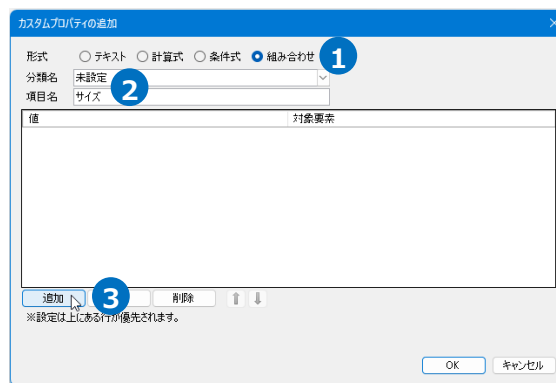 カスタムプロパティの追加
形式 テキスト 計算式 条件式 組み合わせ 1
分類名 未設定 2
項目名 サイズ
値 対象要素
追加 3 削除
※設定は上にある行が優先されます。
OK キャンセル